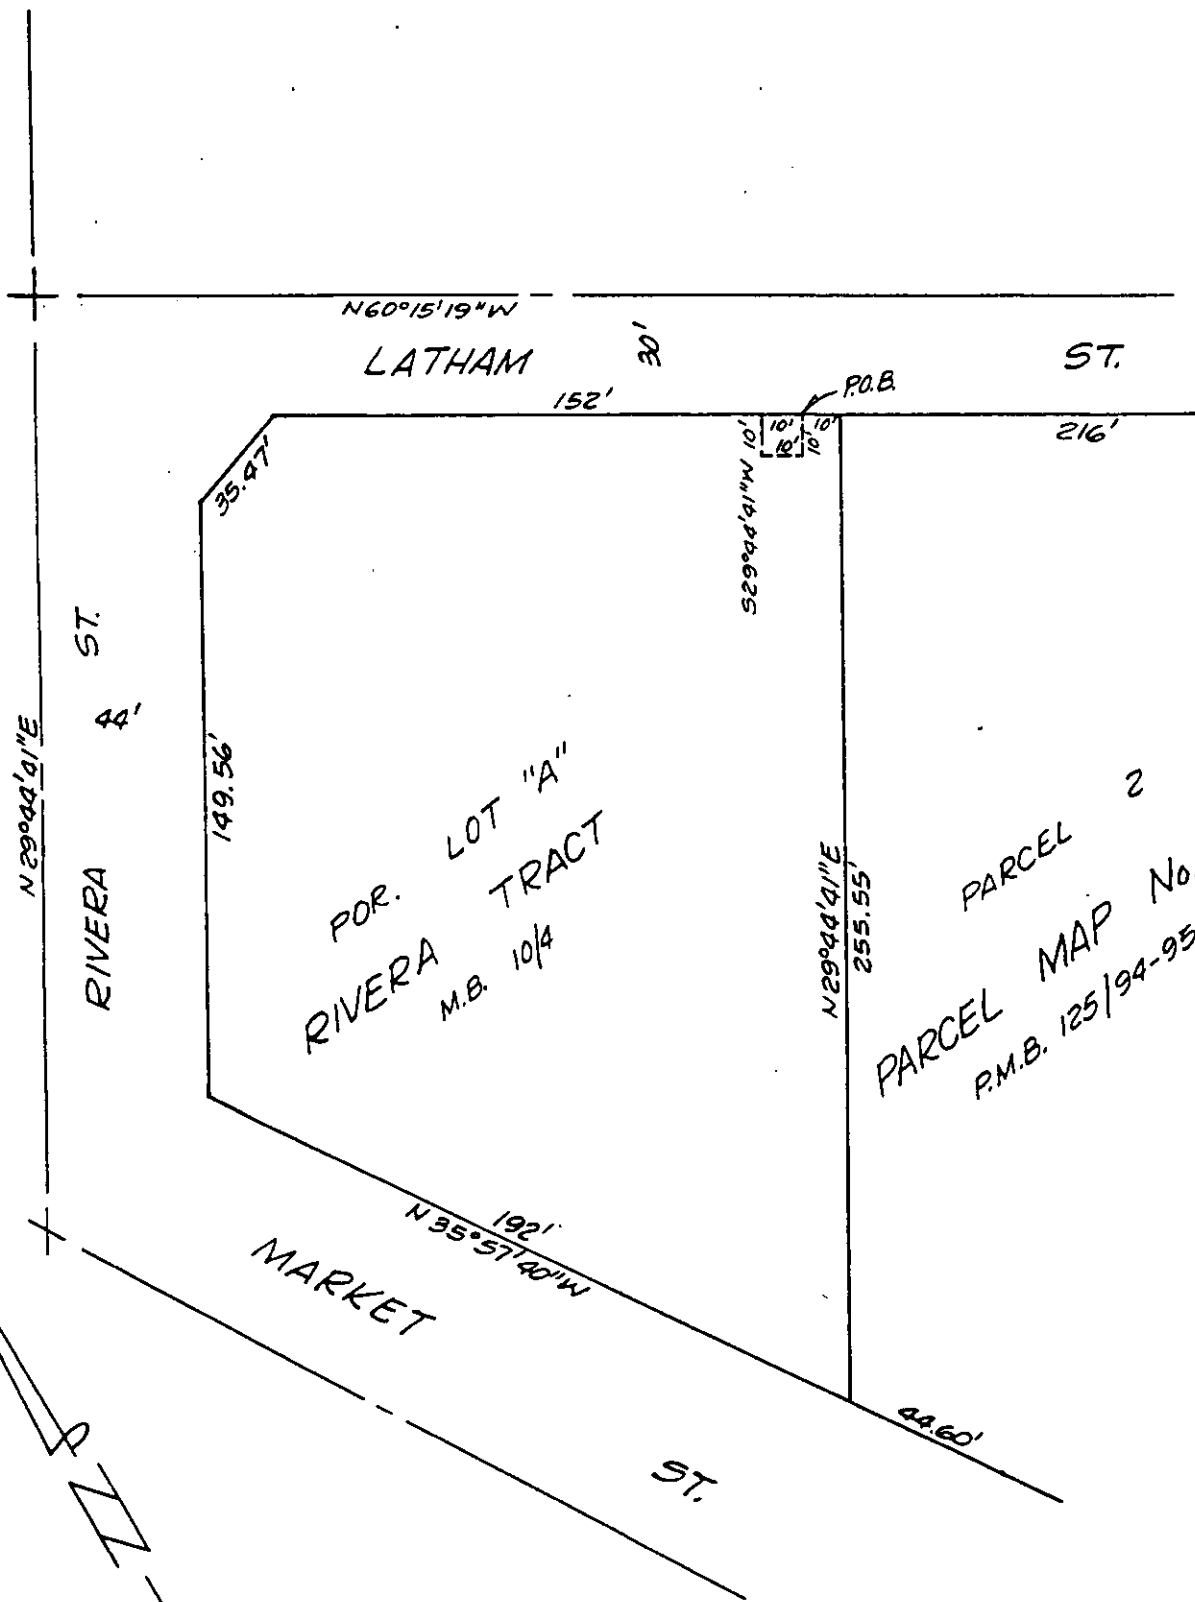 N60°15'19"W
LATHAM ST.
30'
P.O.B.
152'
10' 10'
10'
10'
10'
216'
S29°44'41"W
35.47'
RIVERA ST.
44'
N29°44'41"E
149.56'
POR. LOT "A"
RIVERA TRACT
M.B. 10/4
N29°44'41"E
255.55'
PARCEL 2
PARCEL MAP No.
P.M.B. 125/94-95
192'
N35°57'40"W
MARKET ST.
44.60'